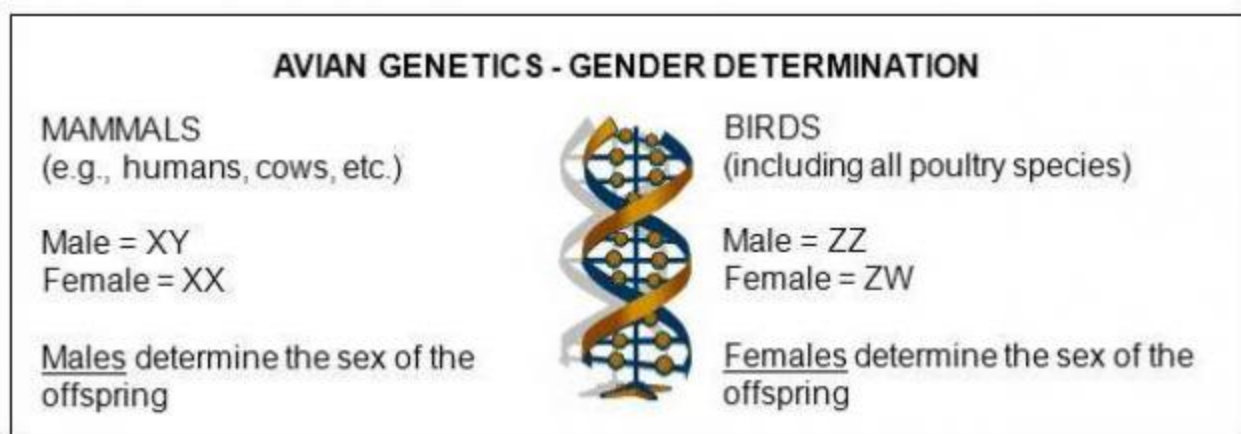 AVIAN GENETICS - GENDER DETERMINATION
MAMMALS
(e.g., humans, cows, etc.)
Male = XY
Female = XX
Males determine the sex of the
offspring
BIRDS
(including all poultry species)
Male = ZZ
Female = ZW
Females determine the sex of the
offspring